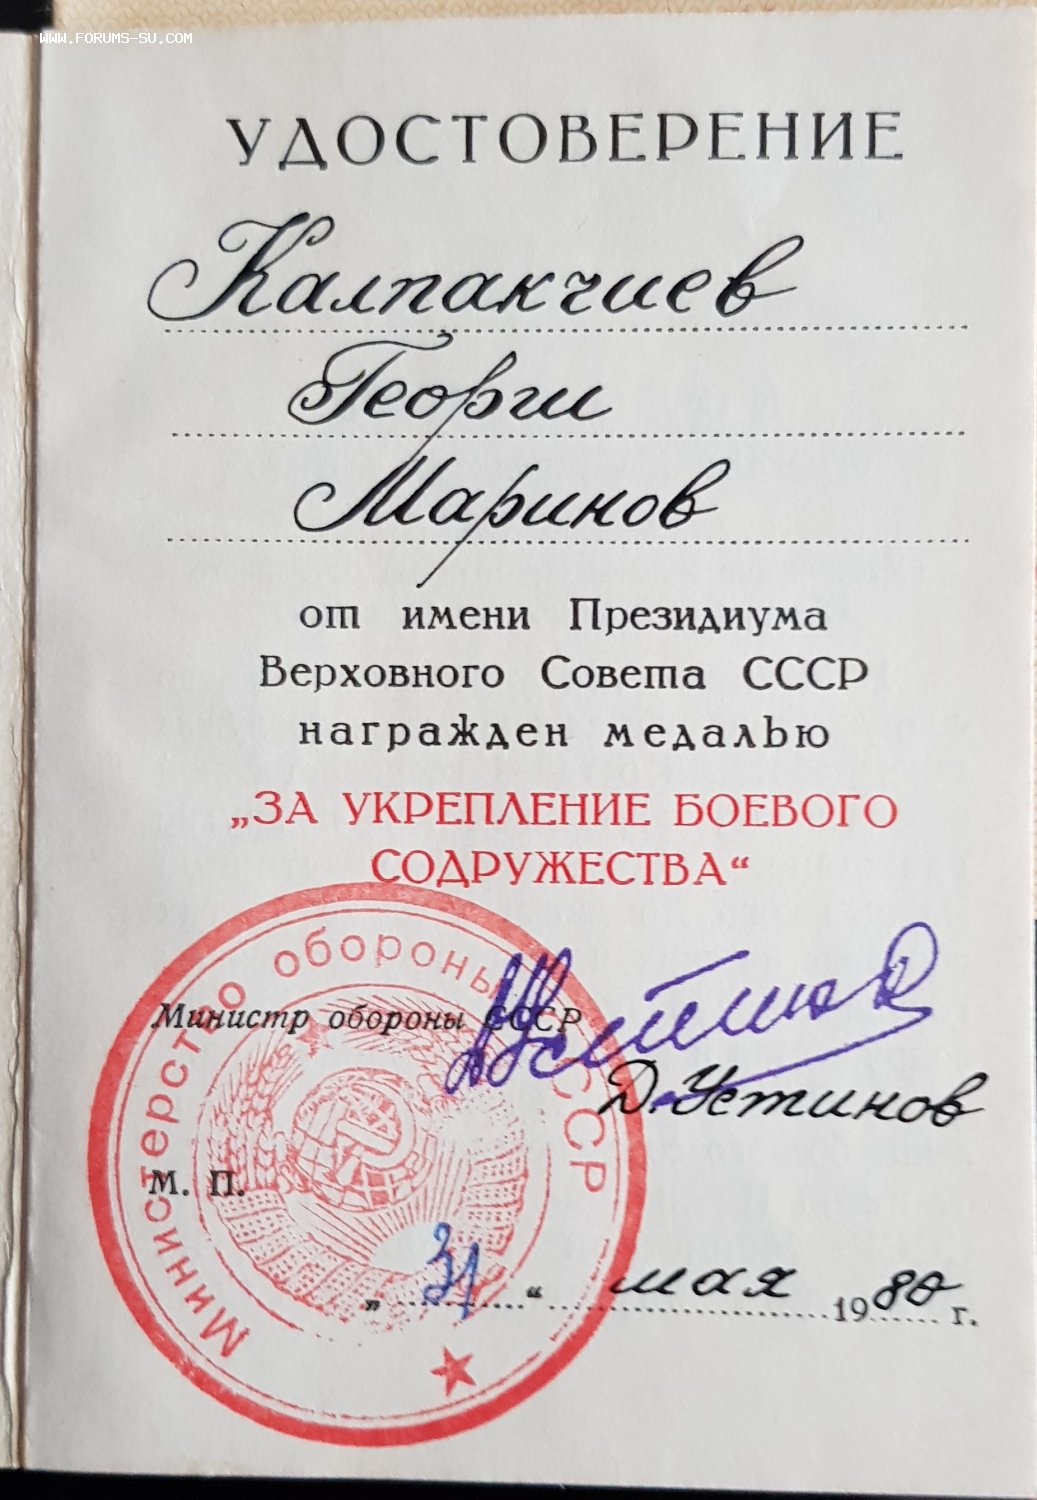 WWW.FORUMS-SU.COM
УДОСТОВЕРЕНИЕ
Калпакчиев
Георги
Маринов
от имени Президиума
Верховного Совета СССР
награжден медалью
„ЗА УКРЕПЛЕНИЕ БОЕВОГО
СОДРУЖЕСТВА“
Министерство обороны СССР
Министр обороны СССР
Д. Устинов
М. П.
„ 31 “ мая 1980 г.